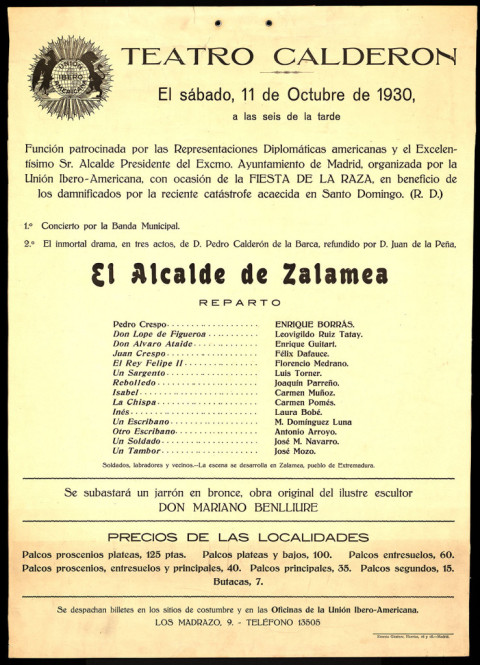 UNIÓN
IBERO
AMERICANA
TEATRO CALDERON
El sábado, 11 de Octubre de 1930,
a las seis de la tarde
Función patrocinada por las Representaciones Diplomáticas americanas y el Excelen-
tísimo Sr. Alcalde Presidente del Excmo. Ayuntamiento de Madrid, organizada por la
Unión Ibero-Americana, con ocasión de la FIESTA DE LA RAZA, en beneficio de
los damnificados por la reciente catástrofe acaecida en Santo Domingo. (R. D.)
1.º Concierto por la Banda Municipal.
2.º El inmortal drama, en tres actos, de D. Pedro Calderón de la Barca, refundido por D. Juan de la Peña,
El Alcalde de Zalamea
REPARTO
Pedro Crespo . . . . . . . . . . . . . . . . . ENRIQUE BORRÁS.
Don Lope de Figueroa . . . . . . . . . . . Leovigildo Ruiz Tatay.
Don Alvaro Ataide . . . . . . . . . . . . . . Enrique Guitart.
Juan Crespo . . . . . . . . . . . . . . . . . . Félix Dafauce.
El Rey Felipe II . . . . . . . . . . . . . . . . Florencio Medrano.
Un Sargento . . . . . . . . . . . . . . . . . . Luis Torner.
Rebolledo . . . . . . . . . . . . . . . . . . . . Joaquín Parreño.
Isabel . . . . . . . . . . . . . . . . . . . . . . . Carmen Muñoz.
La Chispa . . . . . . . . . . . . . . . . . . . . Carmen Pomés.
Inés . . . . . . . . . . . . . . . . . . . . . . . . Laura Bobé.
Un Escribano . . . . . . . . . . . . . . . . . M. Domínguez Luna
Otro Escribano . . . . . . . . . . . . . . . . Antonio Arroyo.
Un Soldado . . . . . . . . . . . . . . . . . . José M. Navarro.
Un Tambor . . . . . . . . . . . . . . . . . . . José Mozo.
Soldados, labradores y vecinos.—La escena se desarrolla en Zalamea, pueblo de Extremadura.
Se subastará un jarrón en bronce, obra original del ilustre escultor
DON MARIANO BENLLIURE
PRECIOS DE LAS LOCALIDADES
Palcos proscenios plateas, 125 ptas. Palcos plateas y bajos, 100. Palcos entresuelos, 60.
Palcos proscenios, entresuelos y principales, 40. Palcos principales, 35. Palcos segundos, 15.
Butacas, 7.
Se despachan billetes en los sitios de costumbre y en las Oficinas de la Unión Ibero-Americana.
LOS MADRAZO, 9. - TELÉFONO 13505